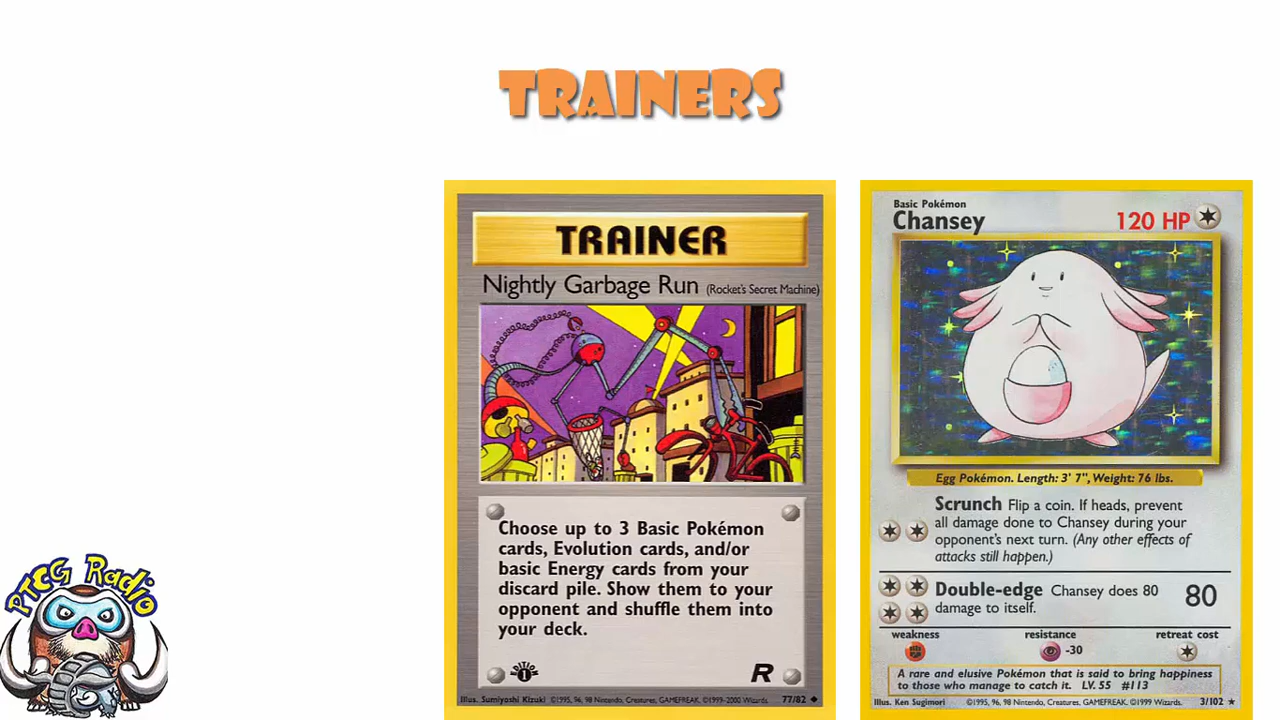 TRAINERS
TRAINER
Nightly Garbage Run (Rocket's Secret Machine)
Choose up to 3 Basic Pokémon
cards, Evolution cards, and/or
basic Energy cards from your
discard pile. Show them to your
opponent and shuffle them into
your deck.
EDITION
1
R
Illus. Sumiyoshi Kizuki ©1995, 96, 98 Nintendo, Creatures, GAMEFREAK. ©1999-2000 Wizards. 77/82
Basic Pokémon
Chansey 120 HP
Egg Pokémon. Length: 3' 7", Weight: 76 lbs.
Scrunch Flip a coin. If heads, prevent
all damage done to Chansey during your
opponent's next turn. (Any other effects of
attacks still happen.)
Double-edge Chansey does 80
damage to itself.
80
weakness resistance retreat cost
-30
A rare and elusive Pokémon that is said to bring happiness
to those who manage to catch it. LV. 55 #113
Illus. Ken Sugimori ©1995, 96, 98 Nintendo, Creatures, GAMEFREAK. ©1999 Wizards. 3/102
PTCG Radio